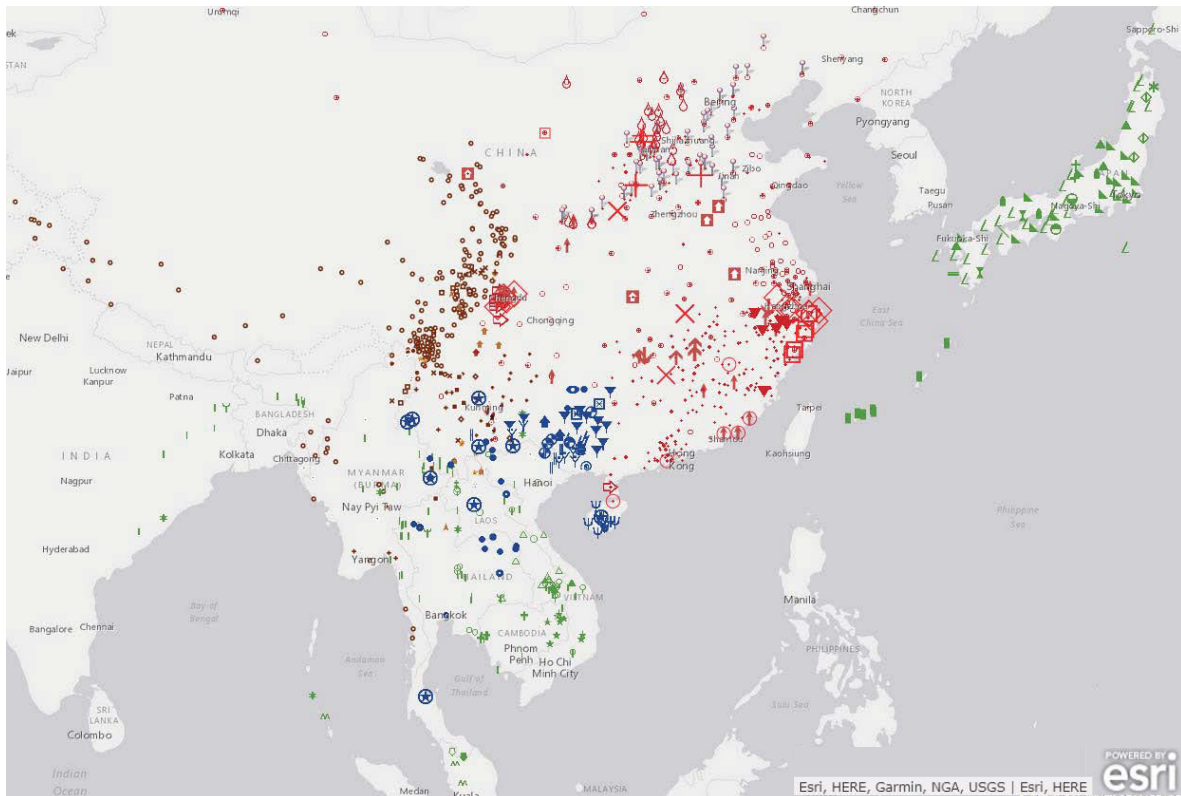 Urumqi
Changchun
Sapporo-Shi
Shenyang
Beijing
NORTH
KOREA
Pyongyang
Shijiazhuang
CHINA
Seoul
Zibo
Jinan
Qingdao
Yellow
Sea
Taegu
Pusan
Nagoya-Shi
Tokyo
Zhengzhou
Fukuoka-Shi
Nanjing
Shanghai
Chengdu
Chongqing
East
China Sea
New Delhi
NEPAL
Kathmandu
Jaipur
Lucknow
Kanpur
Patna
BANGLADESH
Dhaka
Kunming
Taipei
INDIA
Kolkata
Chittagong
Shantou
Kaohsiung
Hong
Kong
MYANMAR
(BURMA)
Hanoi
Nagpur
Nay Pyi Taw
LAOS
Philippine
Sea
Hyderabad
Yangon
THAILAND
VIETNAM
Bay of
Bengal
Manila
Bangkok
Bangalore
Chennai
CAMBODIA
Phnom
Penh
Ho Chi
Minh City
PHILIPPINES
Andaman
Sea
Gulf of
Thailand
SRI
LANKA
Colombo
Sulu Sea
Indian
Ocean
Medan
Kuala
MALAYSIA
Esri, HERE, Garmin, NGA, USGS | Esri, HERE
POWERED BY
esri